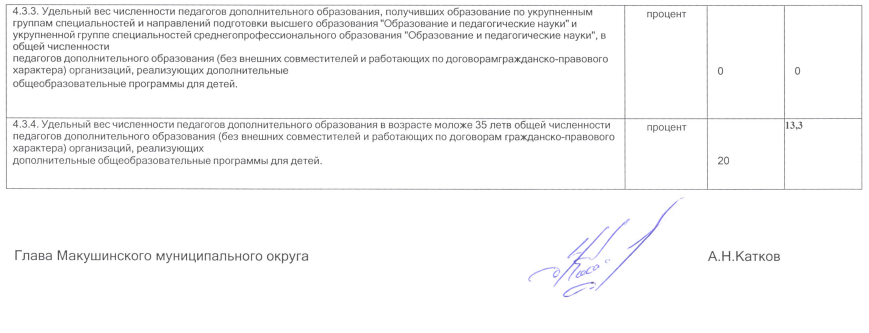 4.3.3. Удельный вес численности педагогов дополнительного образования, получивших образование по укрупненным процент
группам специальностей и направлений подготовки высшего образования "Образование и педагогические науки" и
укрупненной группе специальностей среднегопрофессионального образования "Образование и педагогические науки", в
общей численности
педагогов дополнительного образования (без внешних совместителей и работающих по договорамгражданско-правового
характера) организаций, реализующих дополнительные 0 0
общеобразовательные программы для детей.
4.3.4. Удельный вес численности педагогов дополнительного образования в возрасте моложе 35 летв общей численности процент 13,3
педагогов дополнительного образования (без внешних совместителей и работающих по договорам гражданско-правового
характера) организаций, реализующих
дополнительные общеобразовательные программы для детей. 20
Глава Макушинского муниципального округа А.Н.Катков